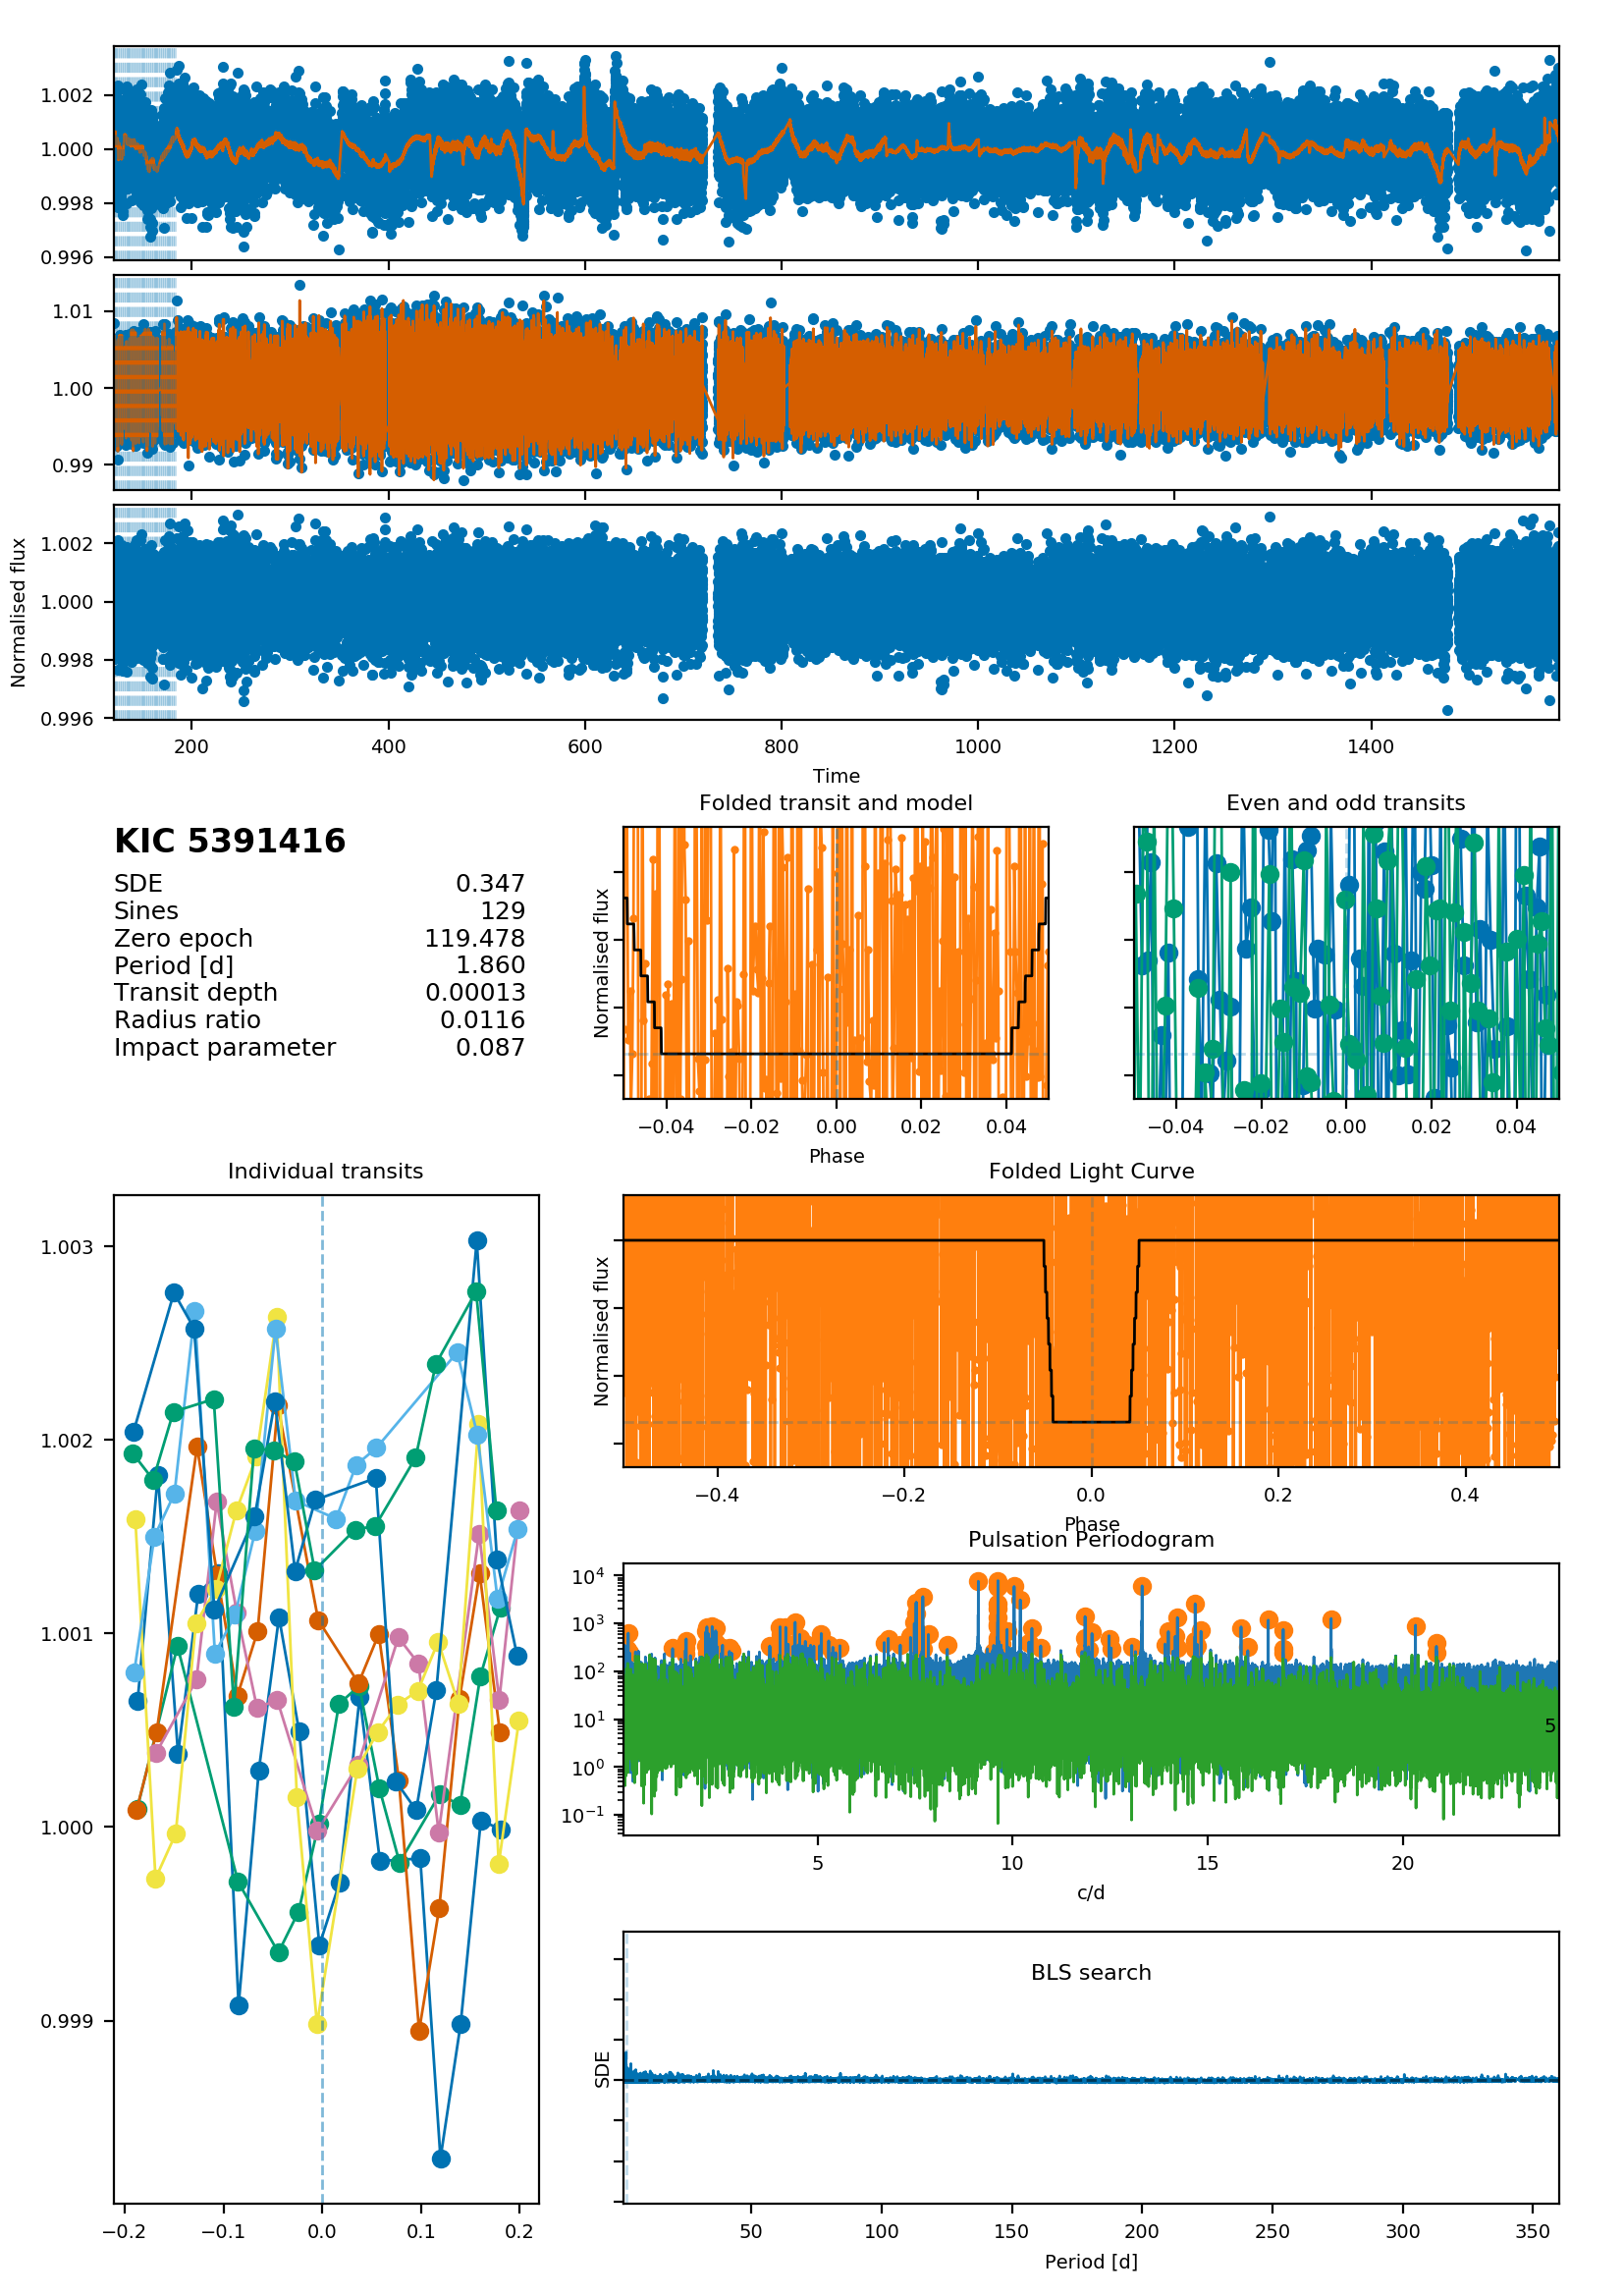 1.002
1.000
0.998
0.996
1.01
1.00
0.99
Normalised flux
1.002
1.000
0.998
0.996
200 400 600 800 1000 1200 1400
Time
KIC 5391416
SDE 0.347
Sines 129
Zero epoch 119.478
Period [d] 1.860
Transit depth 0.00013
Radius ratio 0.0116
Impact parameter 0.087
Folded transit and model
Normalised flux
−0.04 −0.02 0.00 0.02 0.04
Phase
Even and odd transits
−0.04 −0.02 0.00 0.02 0.04
Individual transits
1.003
1.002
1.001
1.000
0.999
−0.2 −0.1 0.0 0.1 0.2
Folded Light Curve
Normalised flux
−0.4 −0.2 0.0 0.2 0.4
Phase
Pulsation Periodogram
10⁴
10³
10²
10¹
10⁰
10⁻¹
5
5 10 15 20
c/d
BLS search
SDE
50 100 150 200 250 300 350
Period [d]